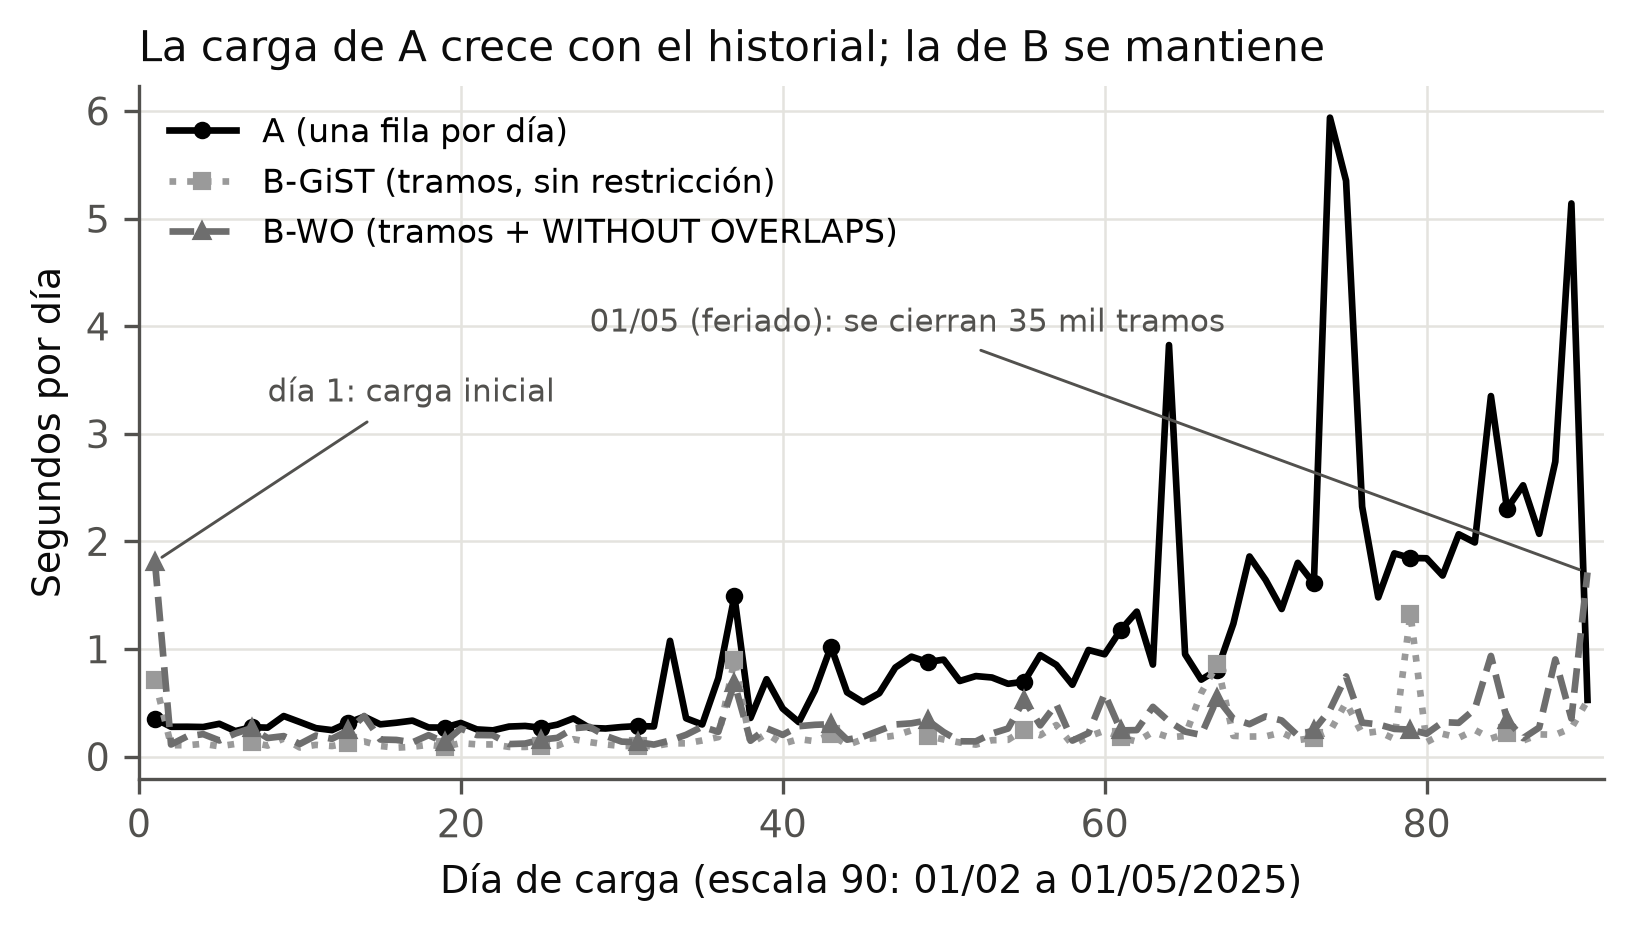 La carga de A crece con el historial; la de B se mantiene
6
5
4
3
2
1
0
Segundos por día
A (una fila por día)
B-GiST (tramos, sin restricción)
B-WO (tramos + WITHOUT OVERLAPS)
01/05 (feriado): se cierran 35 mil tramos
día 1: carga inicial
0 20 40 60 80
Día de carga (escala 90: 01/02 a 01/05/2025)